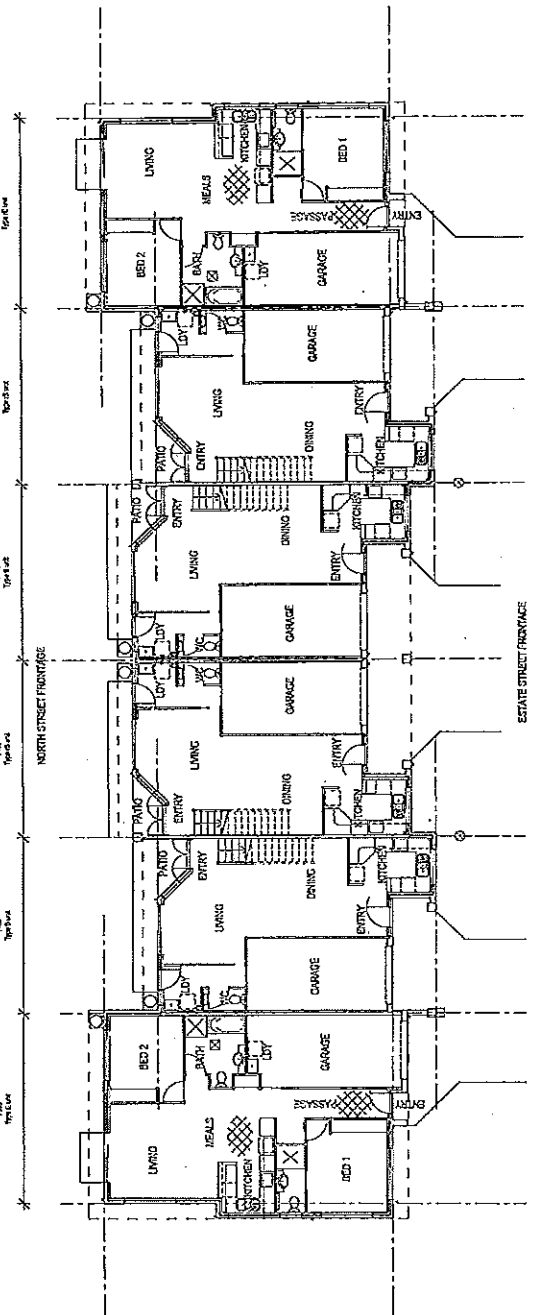 LIVING
KITCHEN
BED 1
MEALS
PASSAGE
ENTRY
BED 2
BATH
LDY
GARAGE
LDY
WC
GARAGE
LIVING
ENTRY
PATIO
ENTRY
DINING
KITCHEN
PATIO
ENTRY
KITCHEN
LIVING
DINING
ENTRY
LDY
WC
GARAGE
NORTH STREET FRONTAGE
ESTATE STREET FRONTAGE
LDY
WC
GARAGE
LIVING
ENTRY
PATIO
ENTRY
DINING
KITCHEN
PATIO
ENTRY
KITCHEN
DINING
LIVING
ENTRY
LDY
WC
GARAGE
BED 2
BATH
LDY
GARAGE
PASSAGE
ENTRY
MEALS
LIVING
KITCHEN
BED 1